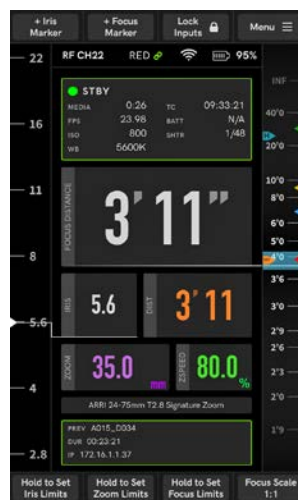 + Iris Marker
+ Focus Marker
Lock Inputs
Menu
RF CH22 RED 95%
STBY
MEDIA 0:26 TC 09:33:21
FPS 23.98 BATT N/A
ISO 800 SHTR 1/48
WB 5600K
FOCUS DISTANCE
3' 11"
IRIS 5.6
DIST 3' 11
ZOOM 35.0 mm
ZSPEED 80.0 %
ARRI 24-75mm T2.8 Signature Zoom
PREV A015_D034
DUR 00:23:21
IP 172.16.1.37
22
16
11
8
5.6
4
2.8
INF
40'0
20'0
10'0
8'0
6'0
5'0
4'0
3'6
3'0
2'9
2'6
2'3
2'0
1'9
Hold to Set Iris Limits
Hold to Set Zoom Limits
Hold to Set Focus Limits
Focus Scale 1:1